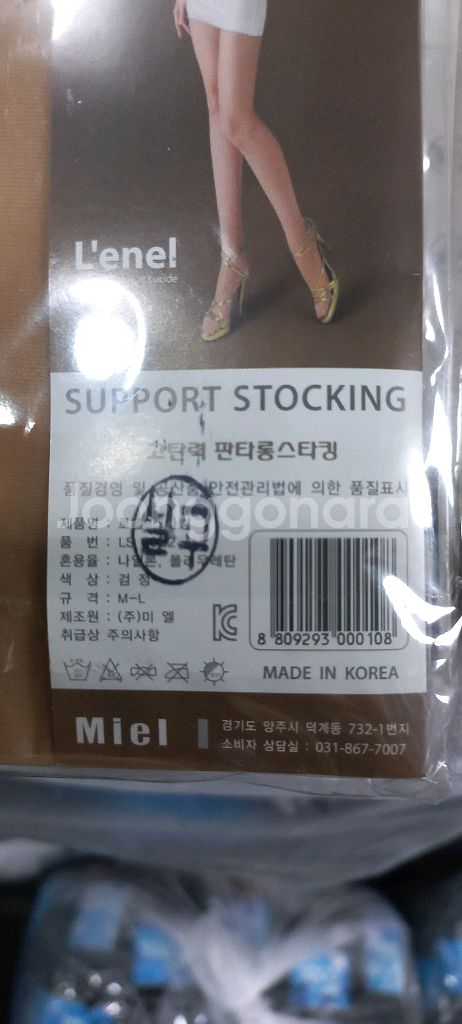 L'enel
SUPPORT STOCKING
고탄력 판타롱스타킹
품질경영 및 공산품 안전관리법에 의한 품질표시
Joonggonara
제품명 :
품 번 : LS
혼용율 : 나일론, 폴리우레탄
색 상 : 검 정
규 격 : M-L
제조원 : (주)미 엘
취급상 주의사항
8 809293 000108
MADE IN KOREA
Miel
경기도 양주시 덕계동 732-1번지
소비자 상담실 : 031-867-7007